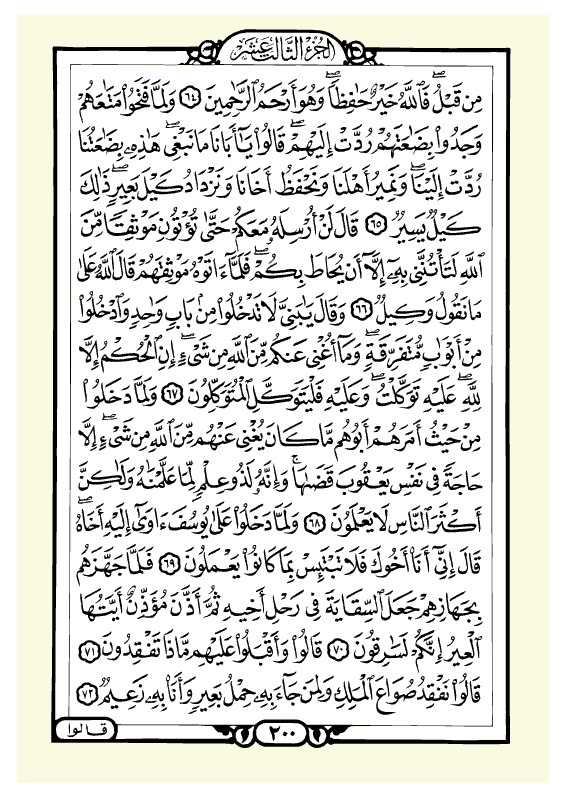 الجزء الثالث عشر
مِن قَبْلُ ۖ فَٱللَّهُ خَيْرٌ حَٰفِظًا ۖ وَهُوَ أَرْحَمُ ٱلرَّٰحِمِينَ ٦٤ وَلَمَّا فَتَحُوا۟ مَتَٰعَهُمْ
وَجَدُوا۟ بِضَٰعَتَهُمْ رُدَّتْ إِلَيْهِمْ ۖ قَالُوا۟ يَٰٓأَبَانَا مَا نَبْغِى ۖ هَٰذِهِۦ بِضَٰعَتُنَا
رُدَّتْ إِلَيْنَا ۖ وَنَمِيرُ أَهْلَنَا وَنَحْفَظُ أَخَانَا وَنَزْدَادُ كَيْلَ بَعِيرٍ ۖ ذَٰلِكَ
كَيْلٌ يَسِيرٌ ٦٥ قَالَ لَنْ أُرْسِلَهُۥ مَعَكُمْ حَتَّىٰ تُؤْتُونِ مَوْثِقًا مِّنَ
ٱللَّهِ لَتَأْتُنَّنِى بِهِۦٓ إِلَّآ أَن يُحَاطَ بِكُمْ ۖ فَلَمَّآ ءَاتَوْهُ مَوْثِقَهُمْ قَالَ ٱللَّهُ عَلَىٰ
مَا نَقُولُ وَكِيلٌ ٦٦ وَقَالَ يَٰبَنِىَّ لَا تَدْخُلُوا۟ مِنۢ بَابٍ وَٰحِدٍ وَٱدْخُلُوا۟
مِنْ أَبْوَٰبٍ مُّتَفَرِّقَةٍ ۖ وَمَآ أُغْنِى عَنكُم مِّنَ ٱللَّهِ مِن شَىْءٍ ۖ إِنِ ٱلْحُكْمُ إِلَّا
لِلَّهِ ۖ عَلَيْهِ تَوَكَّلْتُ ۖ وَعَلَيْهِ فَلْيَتَوَكَّلِ ٱلْمُتَوَكِّلُونَ ٦٧ وَلَمَّا دَخَلُوا۟
مِنْ حَيْثُ أَمَرَهُمْ أَبُوهُم مَّا كَانَ يُغْنِى عَنْهُم مِّنَ ٱللَّهِ مِن شَىْءٍ إِلَّا
حَاجَةً فِى نَفْسِ يَعْقُوبَ قَضَىٰهَا ۚ وَإِنَّهُۥ لَذُو عِلْمٍ لِّمَا عَلَّمْنَٰهُ وَلَٰكِنَّ
أَكْثَرَ ٱلنَّاسِ لَا يَعْلَمُونَ ٦٨ وَلَمَّا دَخَلُوا۟ عَلَىٰ يُوسُفَ ءَاوَىٰٓ إِلَيْهِ أَخَاهُ ۖ
قَالَ إِنِّىٓ أَنَا۠ أَخُوكَ فَلَا تَبْتَئِسْ بِمَا كَانُوا۟ يَعْمَلُونَ ٦٩ فَلَمَّا جَهَّزَهُم
بِجَهَازِهِمْ جَعَلَ ٱلسِّقَايَةَ فِى رَحْلِ أَخِيهِ ثُمَّ أَذَّنَ مُؤَذِّنٌ أَيَّتُهَا
ٱلْعِيرُ إِنَّكُمْ لَسَٰرِقُونَ ٧٠ قَالُوا۟ وَأَقْبَلُوا۟ عَلَيْهِم مَّاذَا تَفْقِدُونَ ٧١
قَالُوا۟ نَفْقِدُ صُوَاعَ ٱلْمَلِكِ وَلِمَن جَآءَ بِهِۦ حِمْلُ بَعِيرٍ وَأَنَا۠ بِهِۦ زَعِيمٌ ٧٢
٢٠٠
قالوا